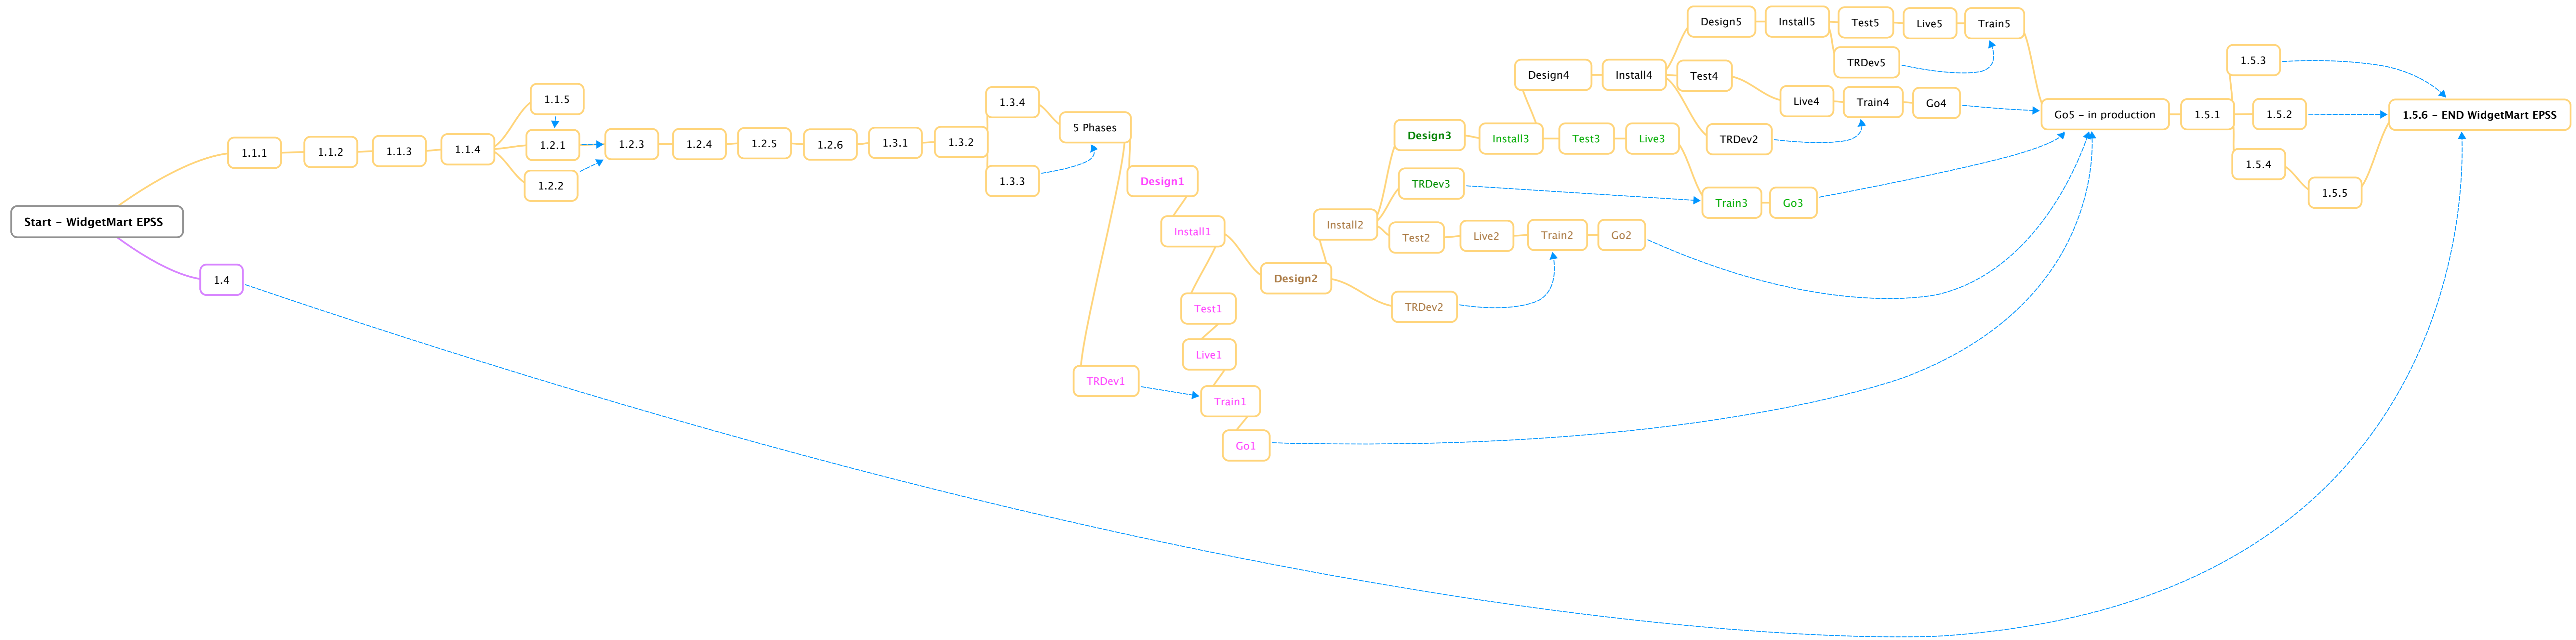 Start - WidgetMart EPSS
1.1.1
1.1.2
1.1.3
1.1.4
1.1.5
1.2.1
1.2.2
1.2.3
1.2.4
1.2.5
1.2.6
1.3.1
1.3.2
1.3.4
1.3.3
5 Phases
Design1
Install1
Test1
Live1
TRDev1
Train1
Go1
Design2
Install2
Test2
Live2
Train2
Go2
TRDev2
Design3
Install3
Test3
Live3
TRDev3
Train3
Go3
Design4
Install4
Test4
Live4
Train4
Go4
TRDev2
Design5
Install5
Test5
Live5
Train5
TRDev5
Go5 - in production
1.5.1
1.5.3
1.5.2
1.5.4
1.5.5
1.5.6 - END WidgetMart EPSS
1.4